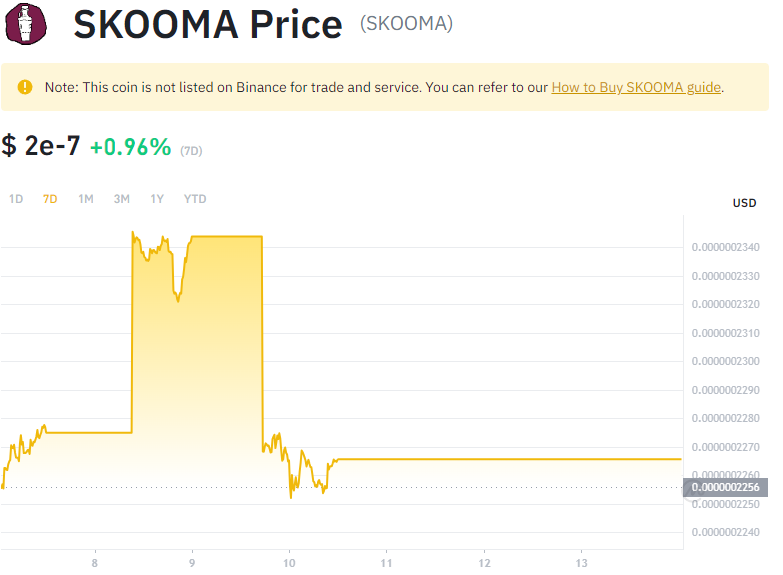 SKOOMA Price (SKOOMA)
Note: This coin is not listed on Binance for trade and service. You can refer to our How to Buy SKOOMA guide.
$ 2e-7 +0.96% (7D)
1D 7D 1M 3M 1Y YTD
USD
0.0000002340
0.0000002330
0.0000002320
0.0000002310
0.0000002300
0.0000002290
0.0000002280
0.0000002270
0.0000002260
0.0000002256
0.0000002250
0.0000002240
8 9 10 11 12 13